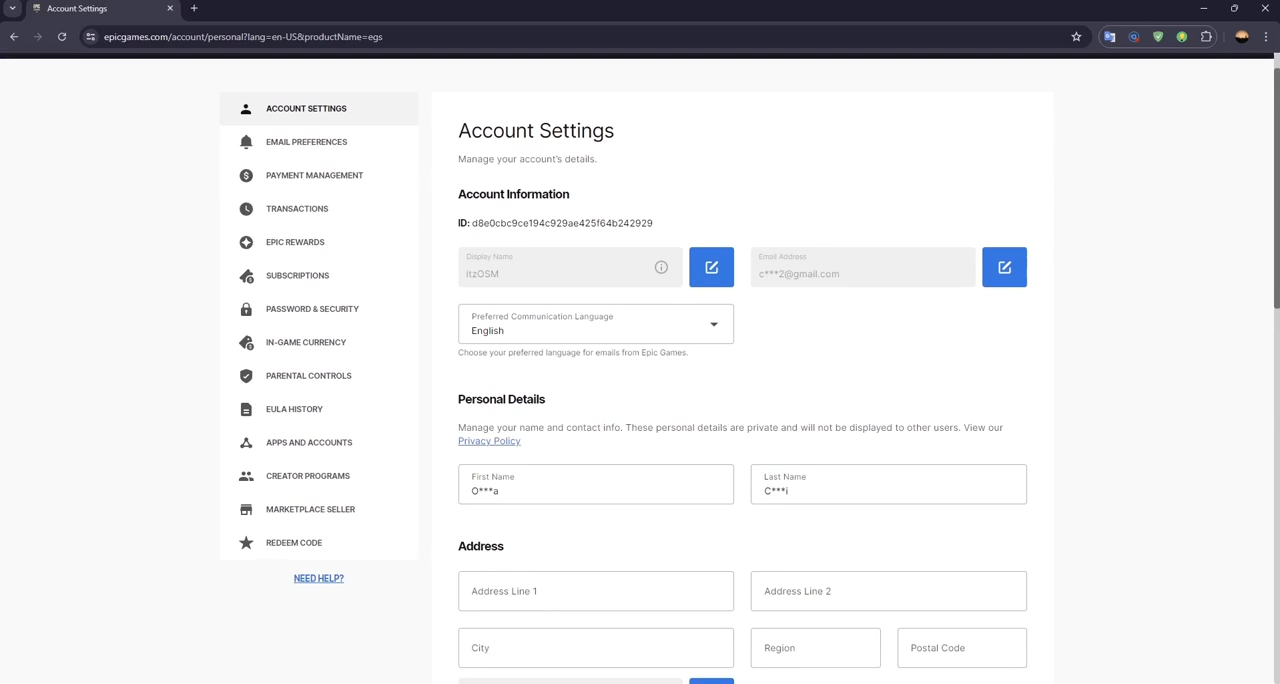 Account Settings
epicgames.com/account/personal?lang=en-US&productName=egs
ACCOUNT SETTINGS
EMAIL PREFERENCES
PAYMENT MANAGEMENT
TRANSACTIONS
EPIC REWARDS
SUBSCRIPTIONS
PASSWORD & SECURITY
IN-GAME CURRENCY
PARENTAL CONTROLS
EULA HISTORY
APPS AND ACCOUNTS
CREATOR PROGRAMS
MARKETPLACE SELLER
REDEEM CODE
NEED HELP?
Account Settings
Manage your account's details.
Account Information
ID: d8e0cbc9ce194c929ae425f64b242929
Display Name
itzOSM
Email Address
c***2@gmail.com
Preferred Communication Language
English
Choose your preferred language for emails from Epic Games.
Personal Details
Manage your name and contact info. These personal details are private and will not be displayed to other users. View our
Privacy Policy
First Name
O***a
Last Name
C***i
Address
Address Line 1
Address Line 2
City
Region
Postal Code